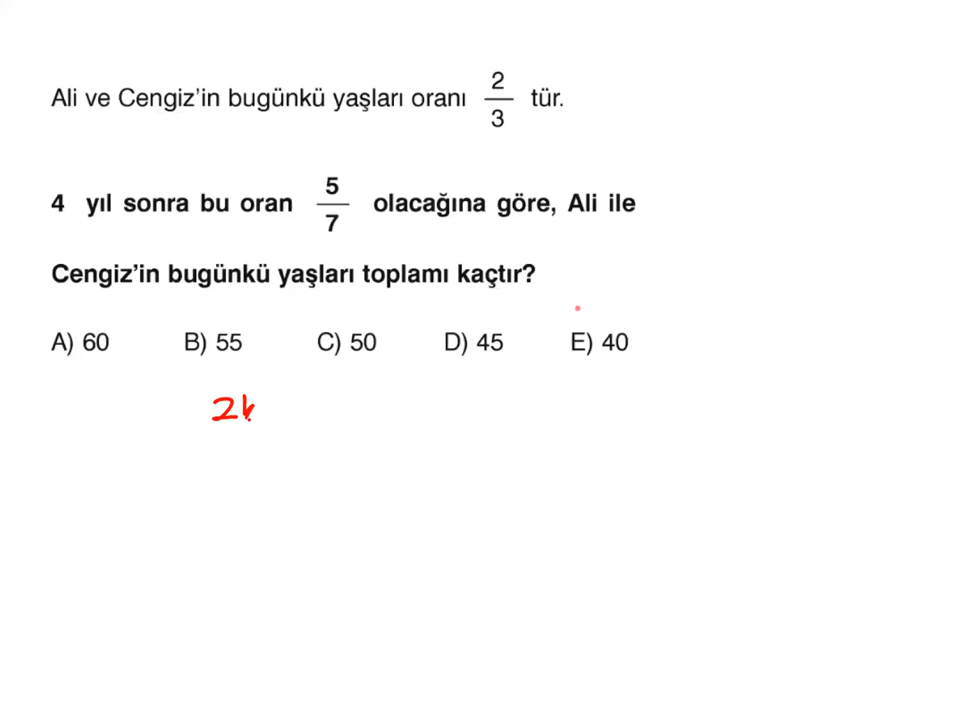 Ali ve Cengiz'in bugünkü yaşları oranı 2/3 tür.
4 yıl sonra bu oran 5/7 olacağına göre, Ali ile
Cengiz'in bugünkü yaşları toplamı kaçtır?
A) 60 B) 55 C) 50 D) 45 E) 40
2k